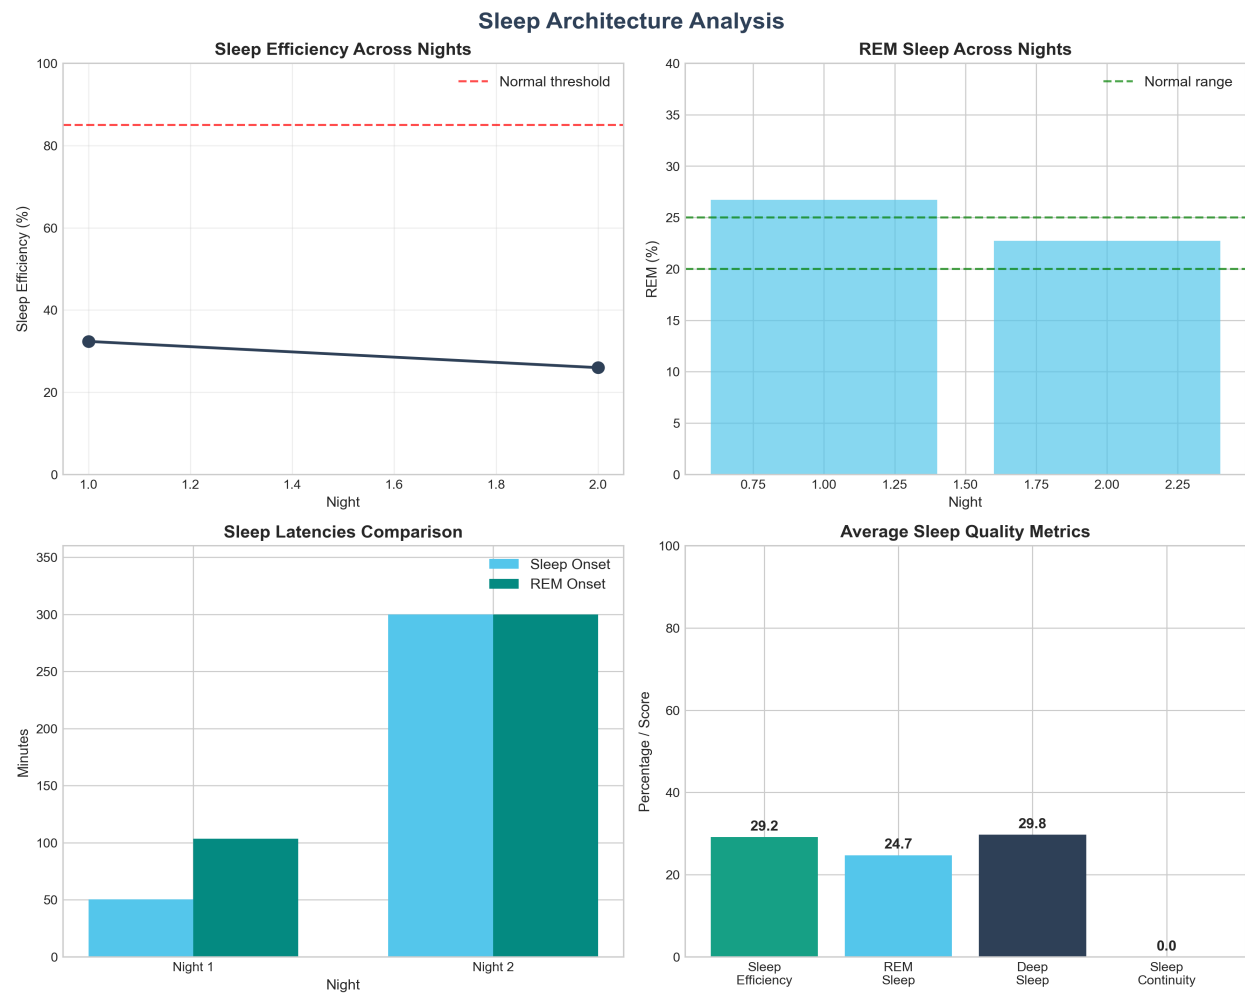 Sleep Architecture Analysis
Sleep Efficiency Across Nights
100
80
60
40
20
0
Sleep Efficiency (%)
Normal threshold
1.0 1.2 1.4 1.6 1.8 2.0
Night
REM Sleep Across Nights
40
35
30
25
20
15
10
5
0
REM (%)
Normal range
0.75 1.00 1.25 1.50 1.75 2.00 2.25
Night
Sleep Latencies Comparison
350
300
250
200
150
100
50
0
Minutes
Sleep Onset
REM Onset
Night 1 Night 2
Night
Average Sleep Quality Metrics
100
80
60
40
20
0
Percentage / Score
29.2
24.7
29.8
0.0
Sleep
Efficiency
REM
Sleep
Deep
Sleep
Sleep
Continuity